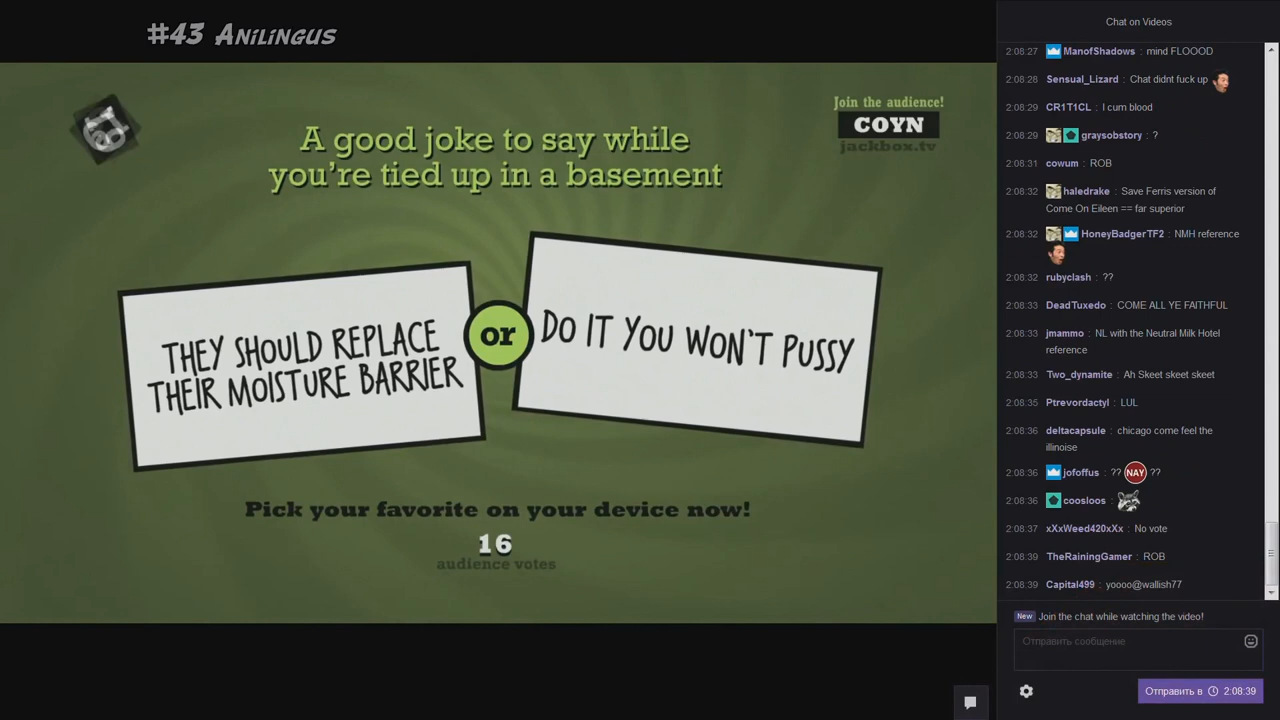 #43 ANILINGUS
A good joke to say while
you're tied up in a basement
Join the audience!
COYN
jackbox.tv
THEY SHOULD REPLACE
THEIR MOISTURE BARRIER
or
DO IT YOU WON'T PUSSY
Pick your favorite on your device now!
16
audience votes
Chat on Videos
2:08:27 ManofShadows : mind FLOOOD
2:08:28 Sensual_Lizard : Chat didnt fuck up
2:08:29 CR1T1CL : I cum blood
2:08:29 graysobstory : ?
2:08:31 cowum : ROB
2:08:32 haledrake : Save Ferris version of
Come On Eileen == far superior
2:08:32 HoneyBadgerTF2 : NMH reference
2:08:32 rubyclash : ??
2:08:33 DeadTuxedo : COME ALL YE FAITHFUL
2:08:33 jmammo : NL with the Neutral Milk Hotel
reference
2:08:33 Two_dynamite : Ah Skeet skeet skeet
2:08:35 Ptrevordactyl : LUL
2:08:36 deltacapsule : chicago come feel the
illinoise
2:08:36 jofoffus : ?? NAY ??
2:08:36 coosloos :
2:08:37 xXxWeed420xXx : No vote
2:08:39 TheRainingGamer : ROB
2:08:39 Capital499 : yoooo@wallish77
New Join the chat while watching the video!
Отправить сообщение
Отправить в 2:08:39